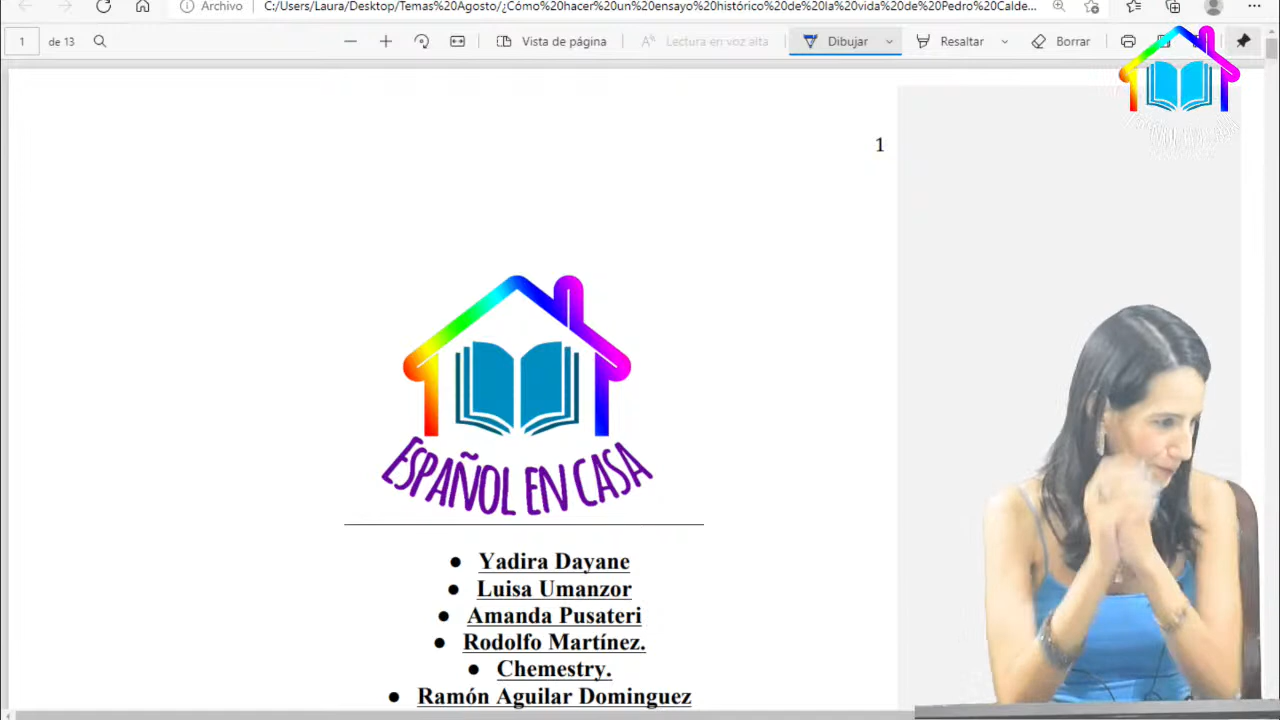 Archivo
C:/Users/Laura/Desktop/Temas%20Agosto/¿Cómo%20hacer%20un%20ensayo%20histórico%20de%20la%20vida%20de%20Pedro%20Calde...
1 de 13
Vista de página
Lectura en voz alta
Dibujar
Resaltar
Borrar
1
ESPAÑOL EN CASA
● Yadira Dayane
● Luisa Umanzor
● Amanda Pusateri
● Rodolfo Martínez.
● Chemestry.
● Ramón Aguilar Dominguez